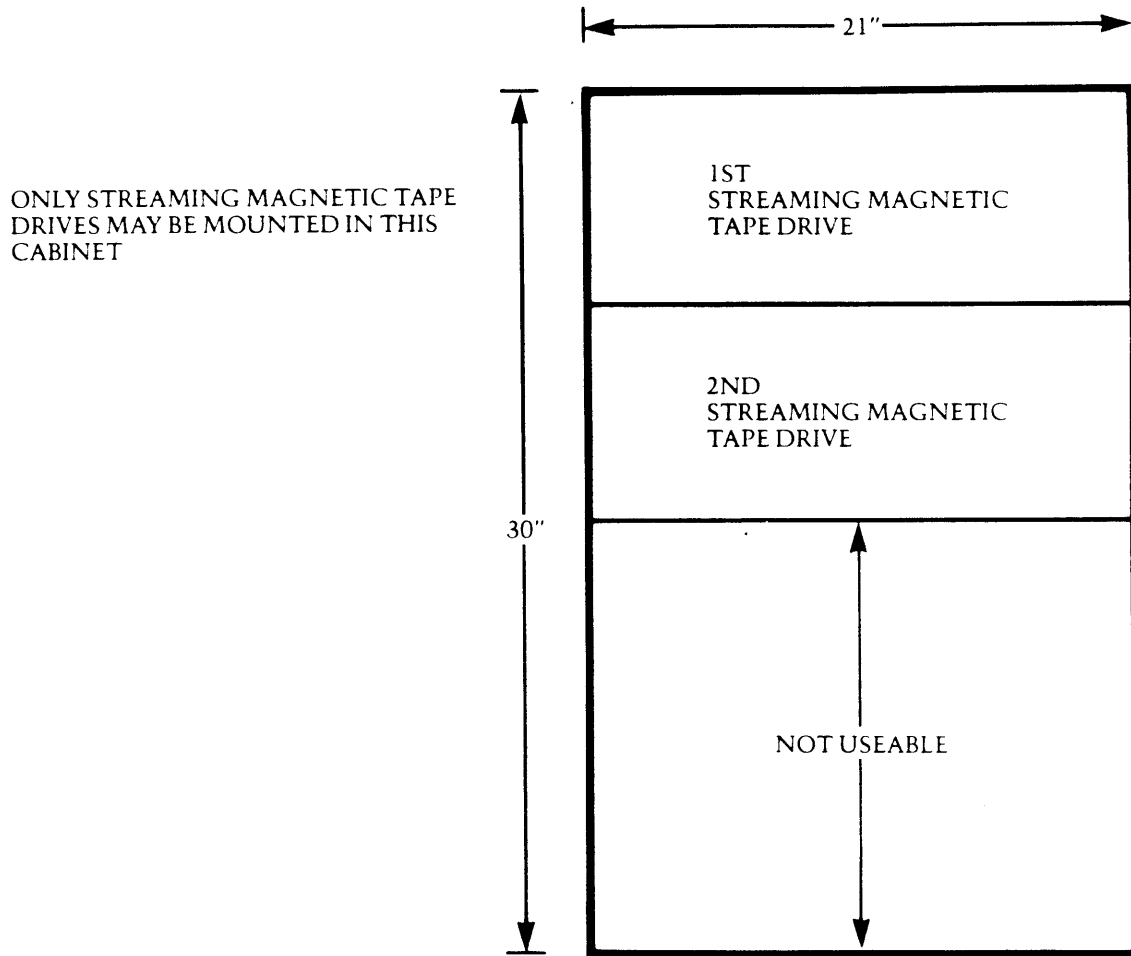 21"
ONLY STREAMING MAGNETIC TAPE
DRIVES MAY BE MOUNTED IN THIS
CABINET
1ST
STREAMING MAGNETIC
TAPE DRIVE
2ND
STREAMING MAGNETIC
TAPE DRIVE
30"
NOT USEABLE